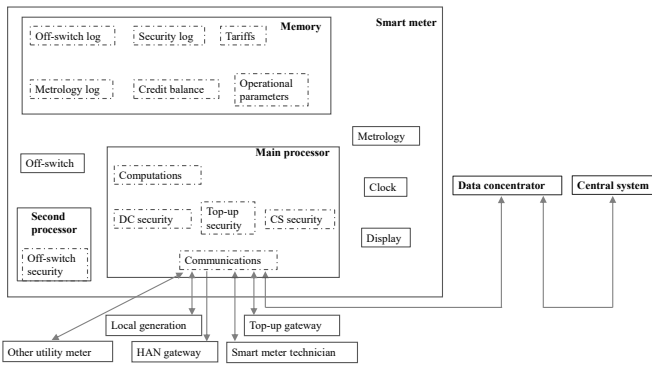 Smart meter
Memory
Off-switch log
Security log
Tariffs
Metrology log
Credit balance
Operational
parameters
Metrology
Off-switch
Main processor
Computations
Clock
Data concentrator
Central system
Second
processor
DC security
Top-up
security
CS security
Display
Off-switch
security
Communications
Local generation
Top-up gateway
Other utility meter
HAN gateway
Smart meter technician